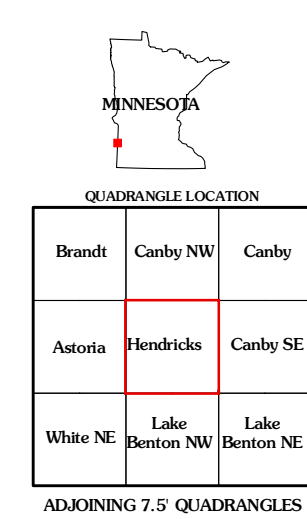 MINNESOTA
QUADRANGLE LOCATION
Brandt
Canby NW
Canby
Astoria
Hendricks
Canby SE
White NE
Lake
Benton NW
Lake
Benton NE
ADJOINING 7.5' QUADRANGLES